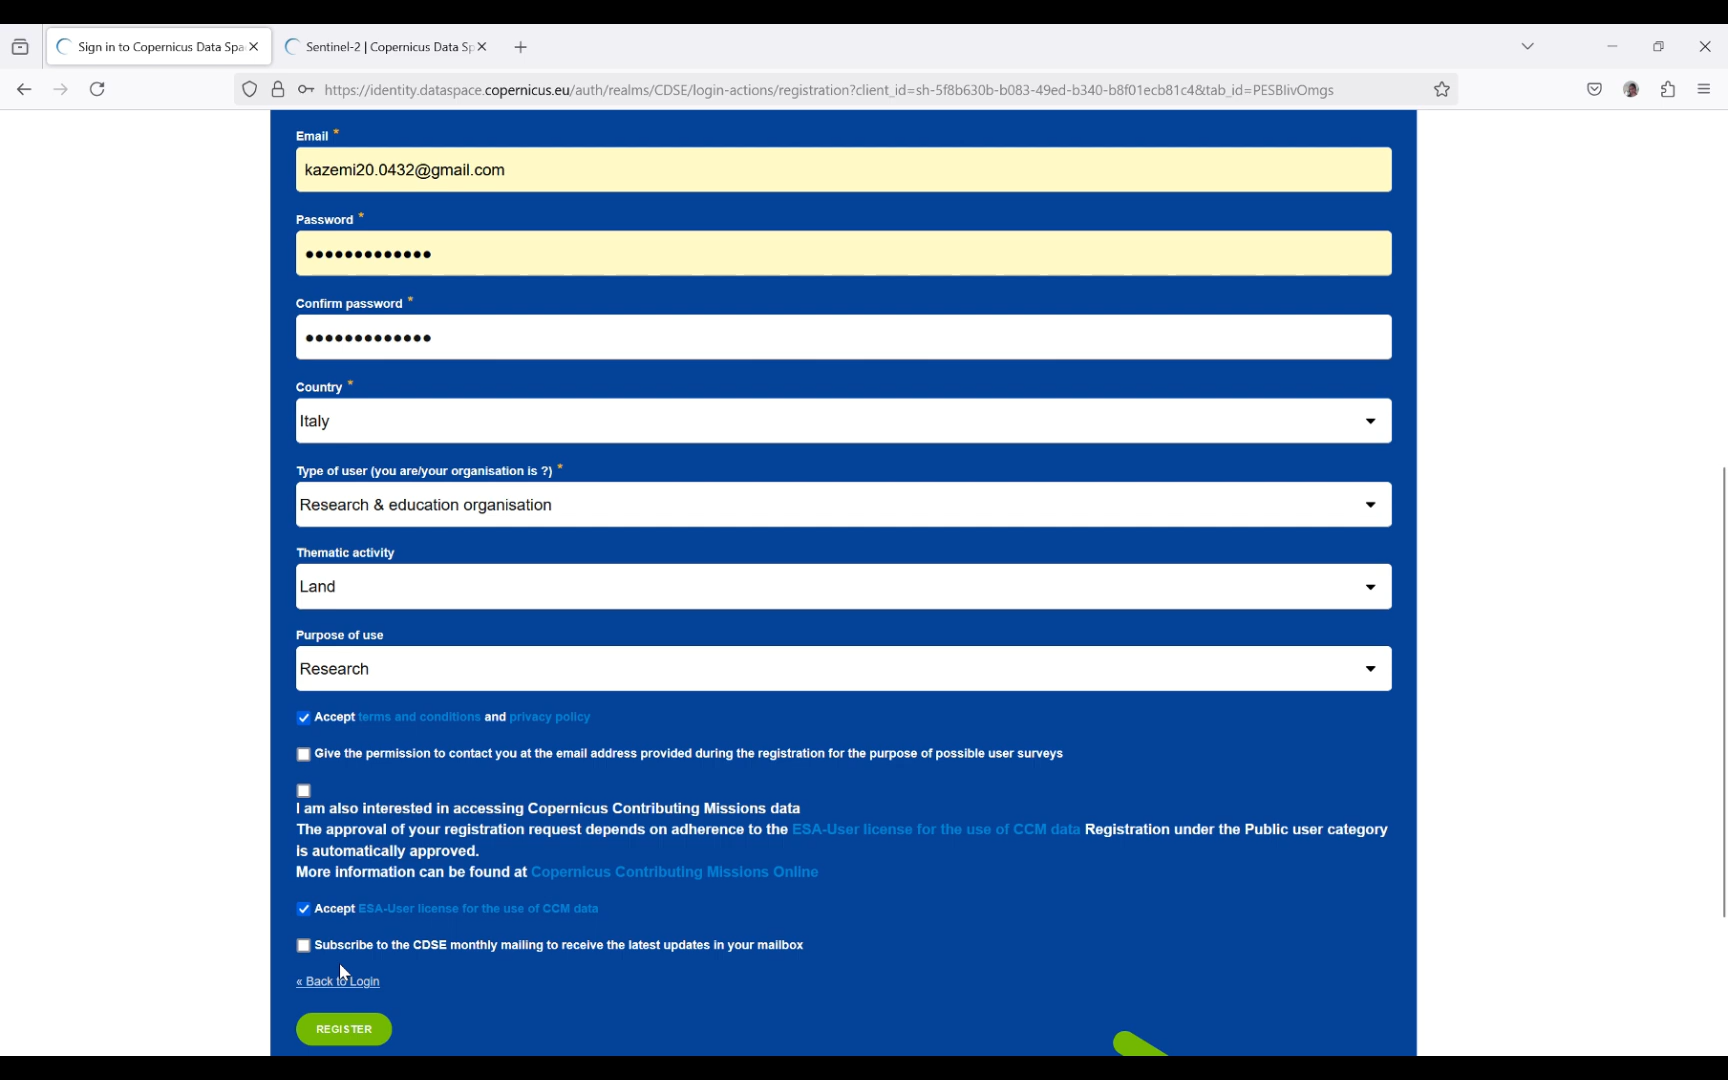 Sign in to Copernicus Data Spa
Sentinel-2 | Copernicus Data Sp
https://identity.dataspace.copernicus.eu/auth/realms/CDSE/login-actions/registration?client_id=sh-5f8b630b-b083-49ed-b340-b8f01ecb81c4&tab_id=PESBlivOmgs
Email *
kazemi20.0432@gmail.com
Password *
•••••••••••••
Confirm password *
•••••••••••••
Country *
Italy
Type of user (you are/your organisation is ?) *
Research & education organisation
Thematic activity
Land
Purpose of use
Research
Accept terms and conditions and privacy policy
Give the permission to contact you at the email address provided during the registration for the purpose of possible user surveys
I am also interested in accessing Copernicus Contributing Missions data
The approval of your registration request depends on adherence to the ESA-User license for the use of CCM data Registration under the Public user category
is automatically approved.
More information can be found at Copernicus Contributing Missions Online
Accept ESA-User license for the use of CCM data
Subscribe to the CDSE monthly mailing to receive the latest updates in your mailbox
« Back to Login
REGISTER